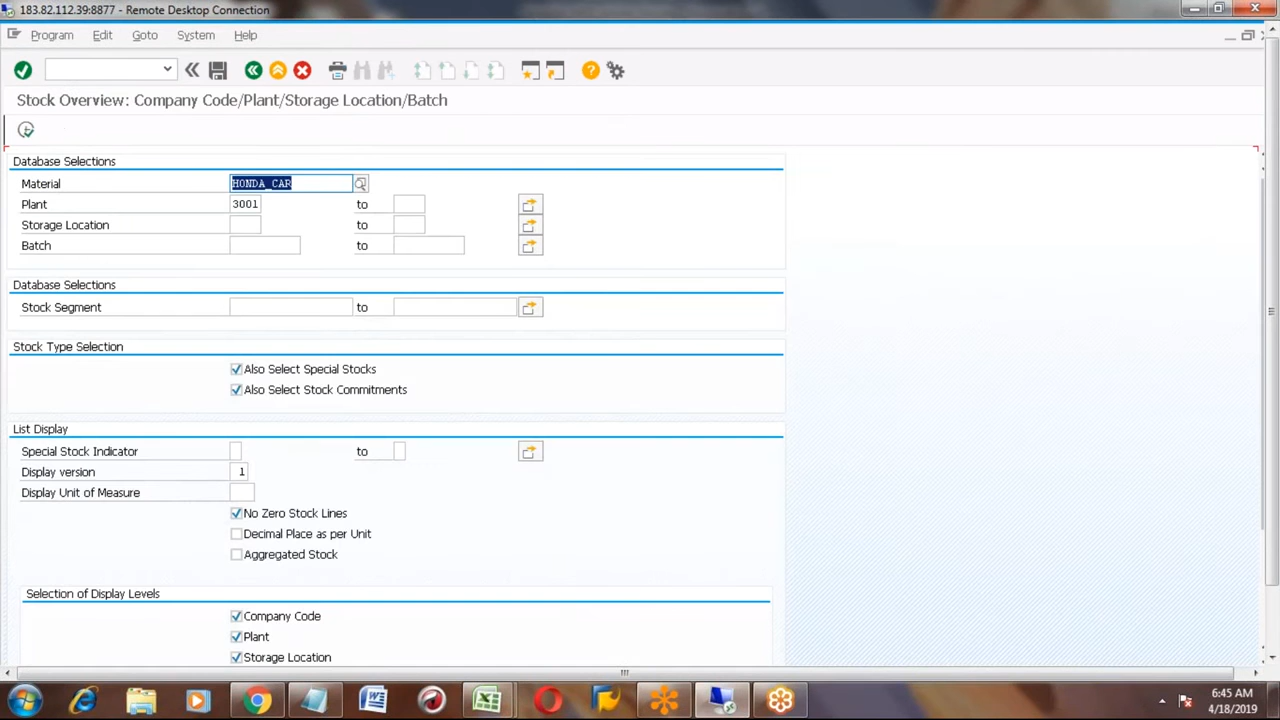 183.82.112.39:8877 - Remote Desktop Connection
Program Edit Goto System Help
Stock Overview: Company Code/Plant/Storage Location/Batch
Database Selections
Material HONDA_CAR
Plant 3001 to
Storage Location to
Batch to
Database Selections
Stock Segment to
Stock Type Selection
Also Select Special Stocks
Also Select Stock Commitments
List Display
Special Stock Indicator to
Display version 1
Display Unit of Measure
No Zero Stock Lines
Decimal Place as per Unit
Aggregated Stock
Selection of Display Levels
Company Code
Plant
Storage Location
6:45 AM
4/18/2019